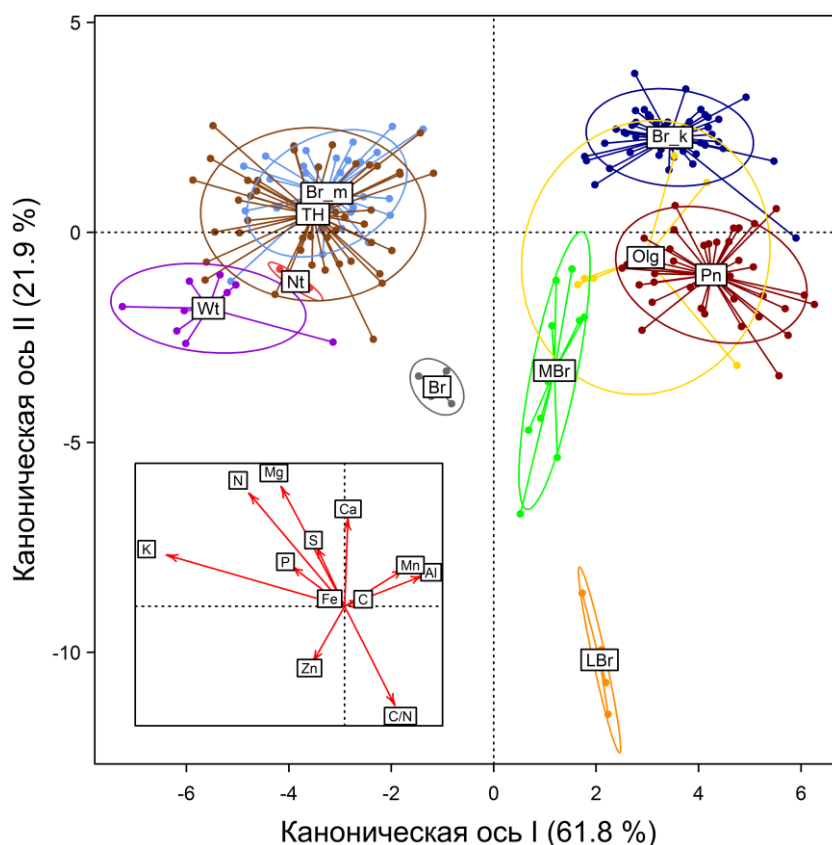 5
0
-5
-10
Каноническая ось II (21.9 %)
Br_k
Br_m
TH
Olg
Pn
Nt
Wt
MBr
Br
LBr
Mg
N
Ca
S
K
P
Mn
Al
Fe
C
Zn
C/N
-6
-4
-2
0
2
4
6
Каноническая ось I (61.8 %)